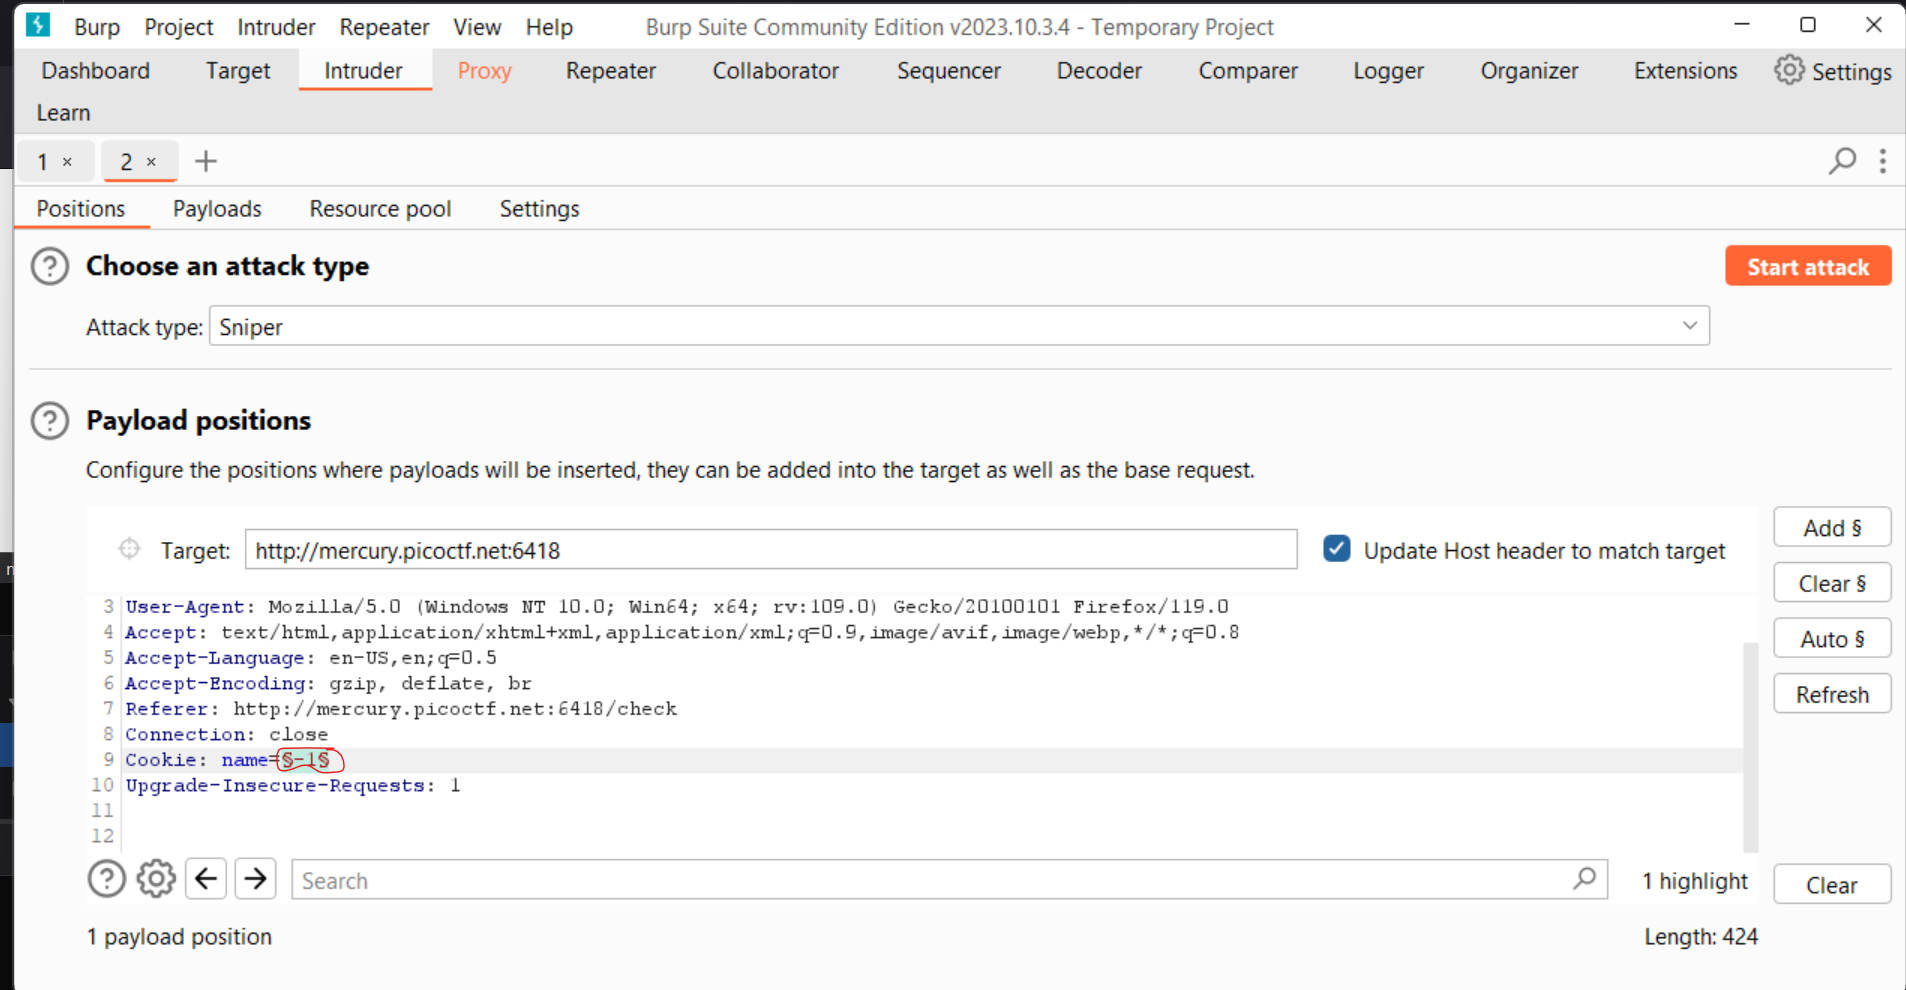 Burp Project Intruder Repeater View Help Burp Suite Community Edition v2023.10.3.4 - Temporary Project
Dashboard Target Intruder Proxy Repeater Collaborator Sequencer Decoder Comparer Logger Organizer Extensions Settings
Learn
1 × 2 × +
Positions Payloads Resource pool Settings
Choose an attack type
Start attack
Attack type: Sniper
Payload positions
Configure the positions where payloads will be inserted, they can be added into the target as well as the base request.
Target: http://mercury.picoctf.net:6418 Update Host header to match target
Add §
Clear §
Auto §
Refresh
3 User-Agent: Mozilla/5.0 (Windows NT 10.0; Win64; x64; rv:109.0) Gecko/20100101 Firefox/119.0
4 Accept: text/html,application/xhtml+xml,application/xml;q=0.9,image/avif,image/webp,*/*;q=0.8
5 Accept-Language: en-US,en;q=0.5
6 Accept-Encoding: gzip, deflate, br
7 Referer: http://mercury.picoctf.net:6418/check
8 Connection: close
9 Cookie: name=§-1§
10 Upgrade-Insecure-Requests: 1
11
12
Search 1 highlight Clear
1 payload position Length: 424